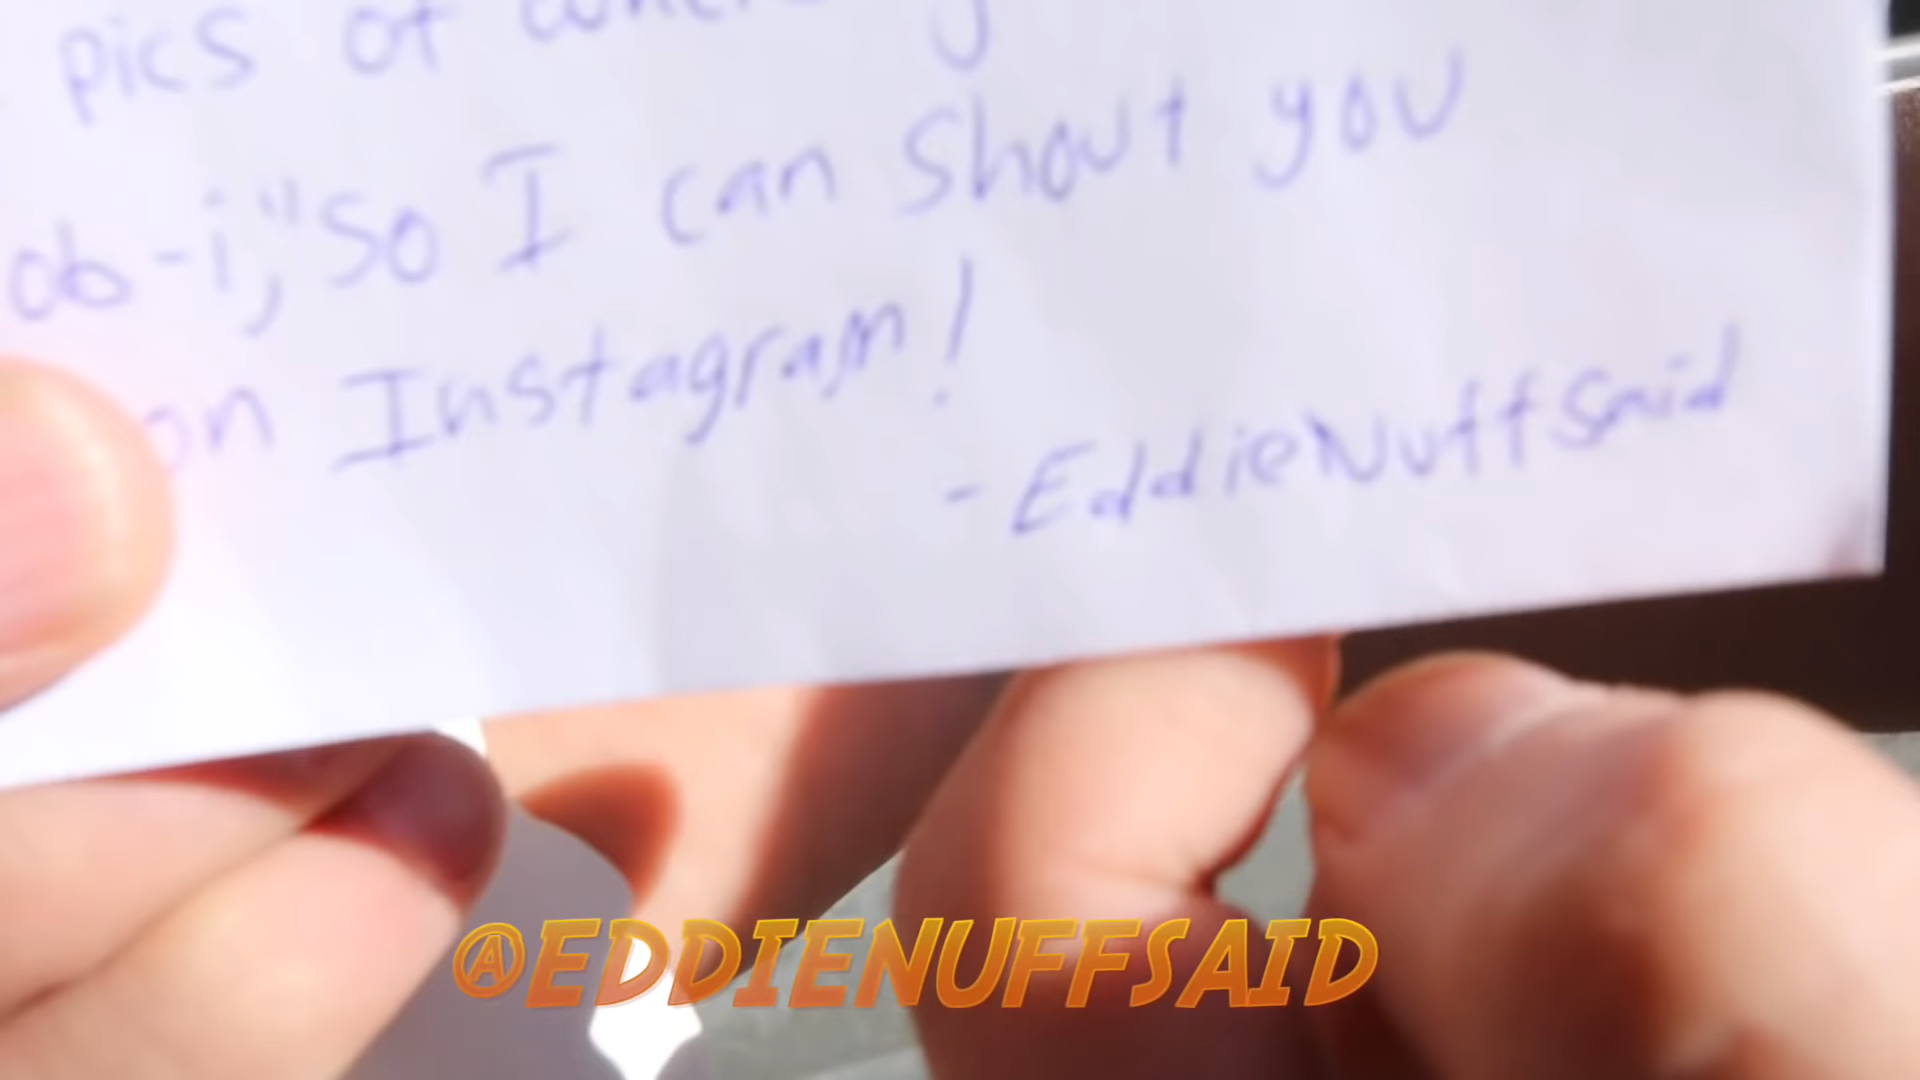 pics of
ob-i," so I can shout you
on Instagram!
- EddieNuffSaid
@EDDIENUFFSAID